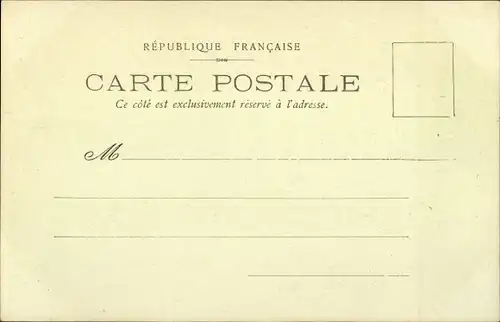 RÉPUBLIQUE FRANÇAISE
CARTE POSTALE
Ce côté est exclusivement réservé à l'adresse.
M